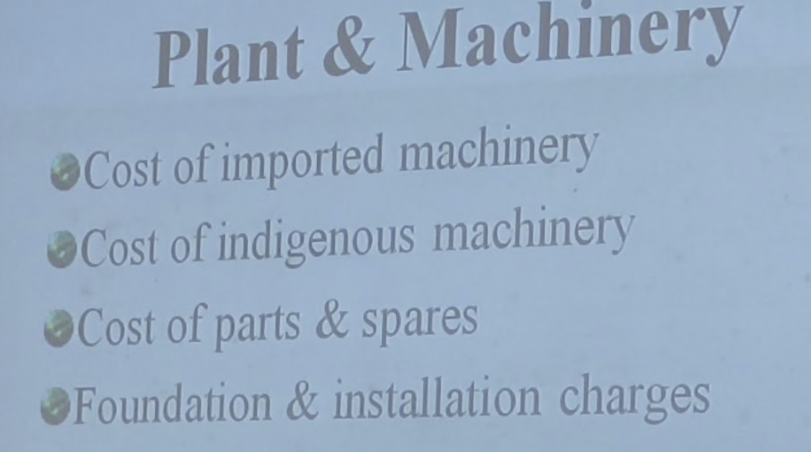 Plant & Machinery
Cost of imported machinery
Cost of indigenous machinery
Cost of parts & spares
Foundation & installation charges